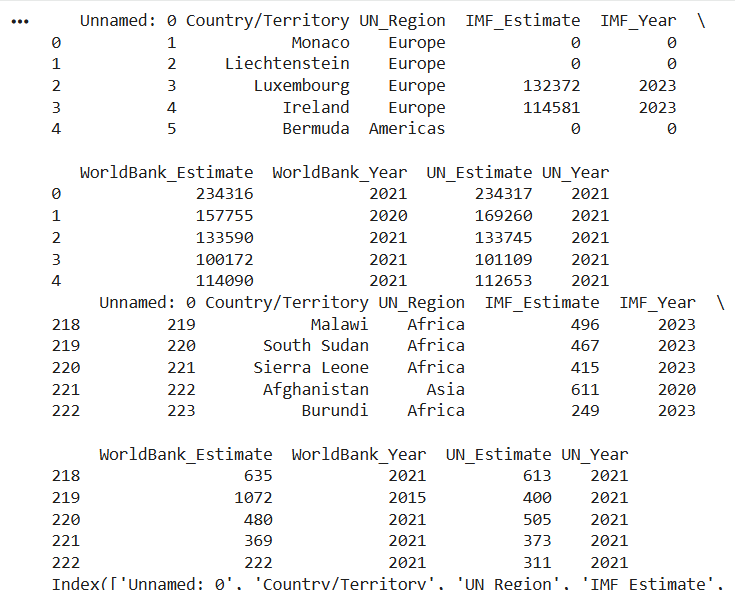 ••• Unnamed: 0 Country/Territory UN_Region IMF_Estimate IMF_Year \
0 1 Monaco Europe 0 0
1 2 Liechtenstein Europe 0 0
2 3 Luxembourg Europe 132372 2023
3 4 Ireland Europe 114581 2023
4 5 Bermuda Americas 0 0
WorldBank_Estimate WorldBank_Year UN_Estimate UN_Year
0 234316 2021 234317 2021
1 157755 2020 169260 2021
2 133590 2021 133745 2021
3 100172 2021 101109 2021
4 114090 2021 112653 2021
Unnamed: 0 Country/Territory UN_Region IMF_Estimate IMF_Year \
218 219 Malawi Africa 496 2023
219 220 South Sudan Africa 467 2023
220 221 Sierra Leone Africa 415 2023
221 222 Afghanistan Asia 611 2020
222 223 Burundi Africa 249 2023
WorldBank_Estimate WorldBank_Year UN_Estimate UN_Year
218 635 2021 613 2021
219 1072 2015 400 2021
220 480 2021 505 2021
221 369 2021 373 2021
222 222 2021 311 2021
Index(['Unnamed: 0', 'Country/Territory', 'UN_Region', 'IMF_Estimate',